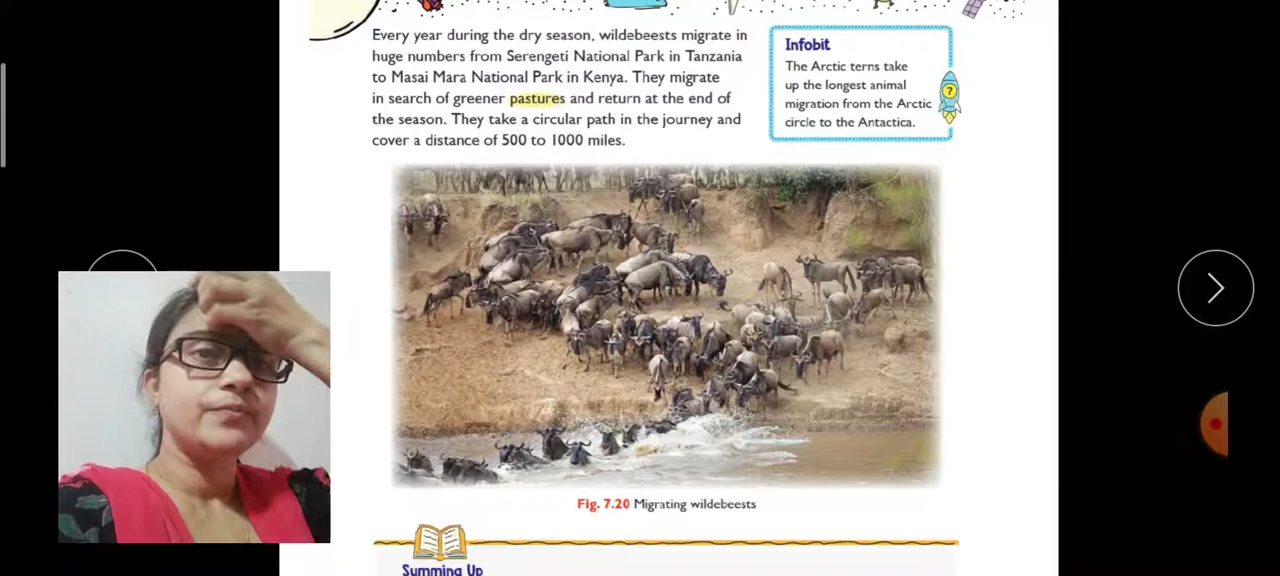 Every year during the dry season, wildebeests migrate in
huge numbers from Serengeti National Park in Tanzania
to Masai Mara National Park in Kenya. They migrate
in search of greener pastures and return at the end of
the season. They take a circular path in the journey and
cover a distance of 500 to 1000 miles.
Infobit
The Arctic terns take
up the longest animal
migration from the Arctic
circle to the Antactica.
?
Fig. 7.20 Migrating wildebeests
Summing Up